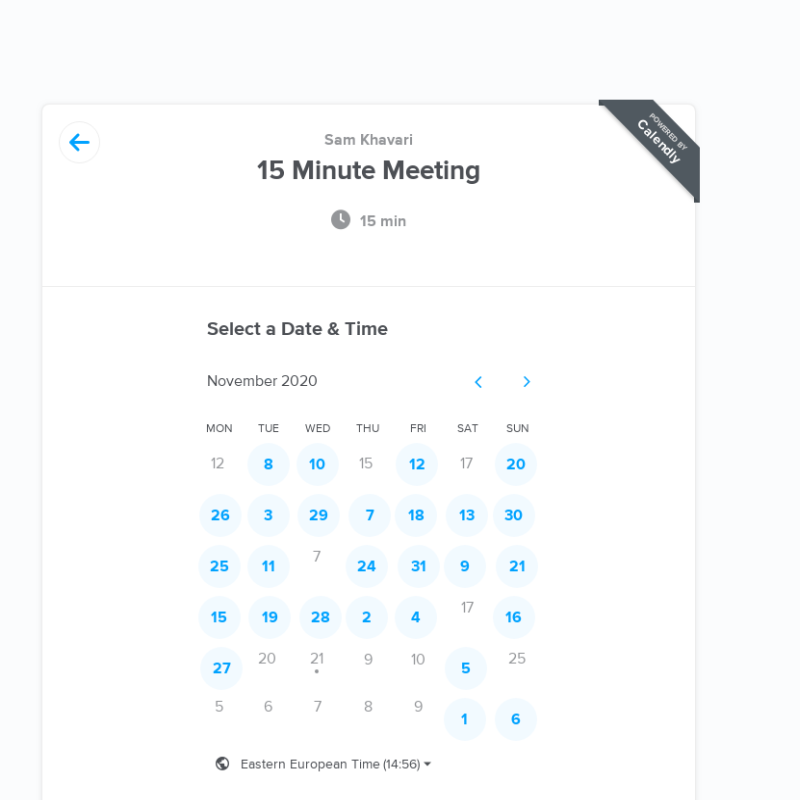 Sam Khavari
15 Minute Meeting
15 min
POWERED BY
Calendly
Select a Date & Time
November 2020
MON TUE WED THU FRI SAT SUN
12 8 10 15 12 17 20
26 3 29 7 18 13 30
25 11 7 24 31 9 21
15 19 28 2 4 17 16
27 20 21 9 10 5 25
5 6 7 8 9 1 6
Eastern European Time (14:56)